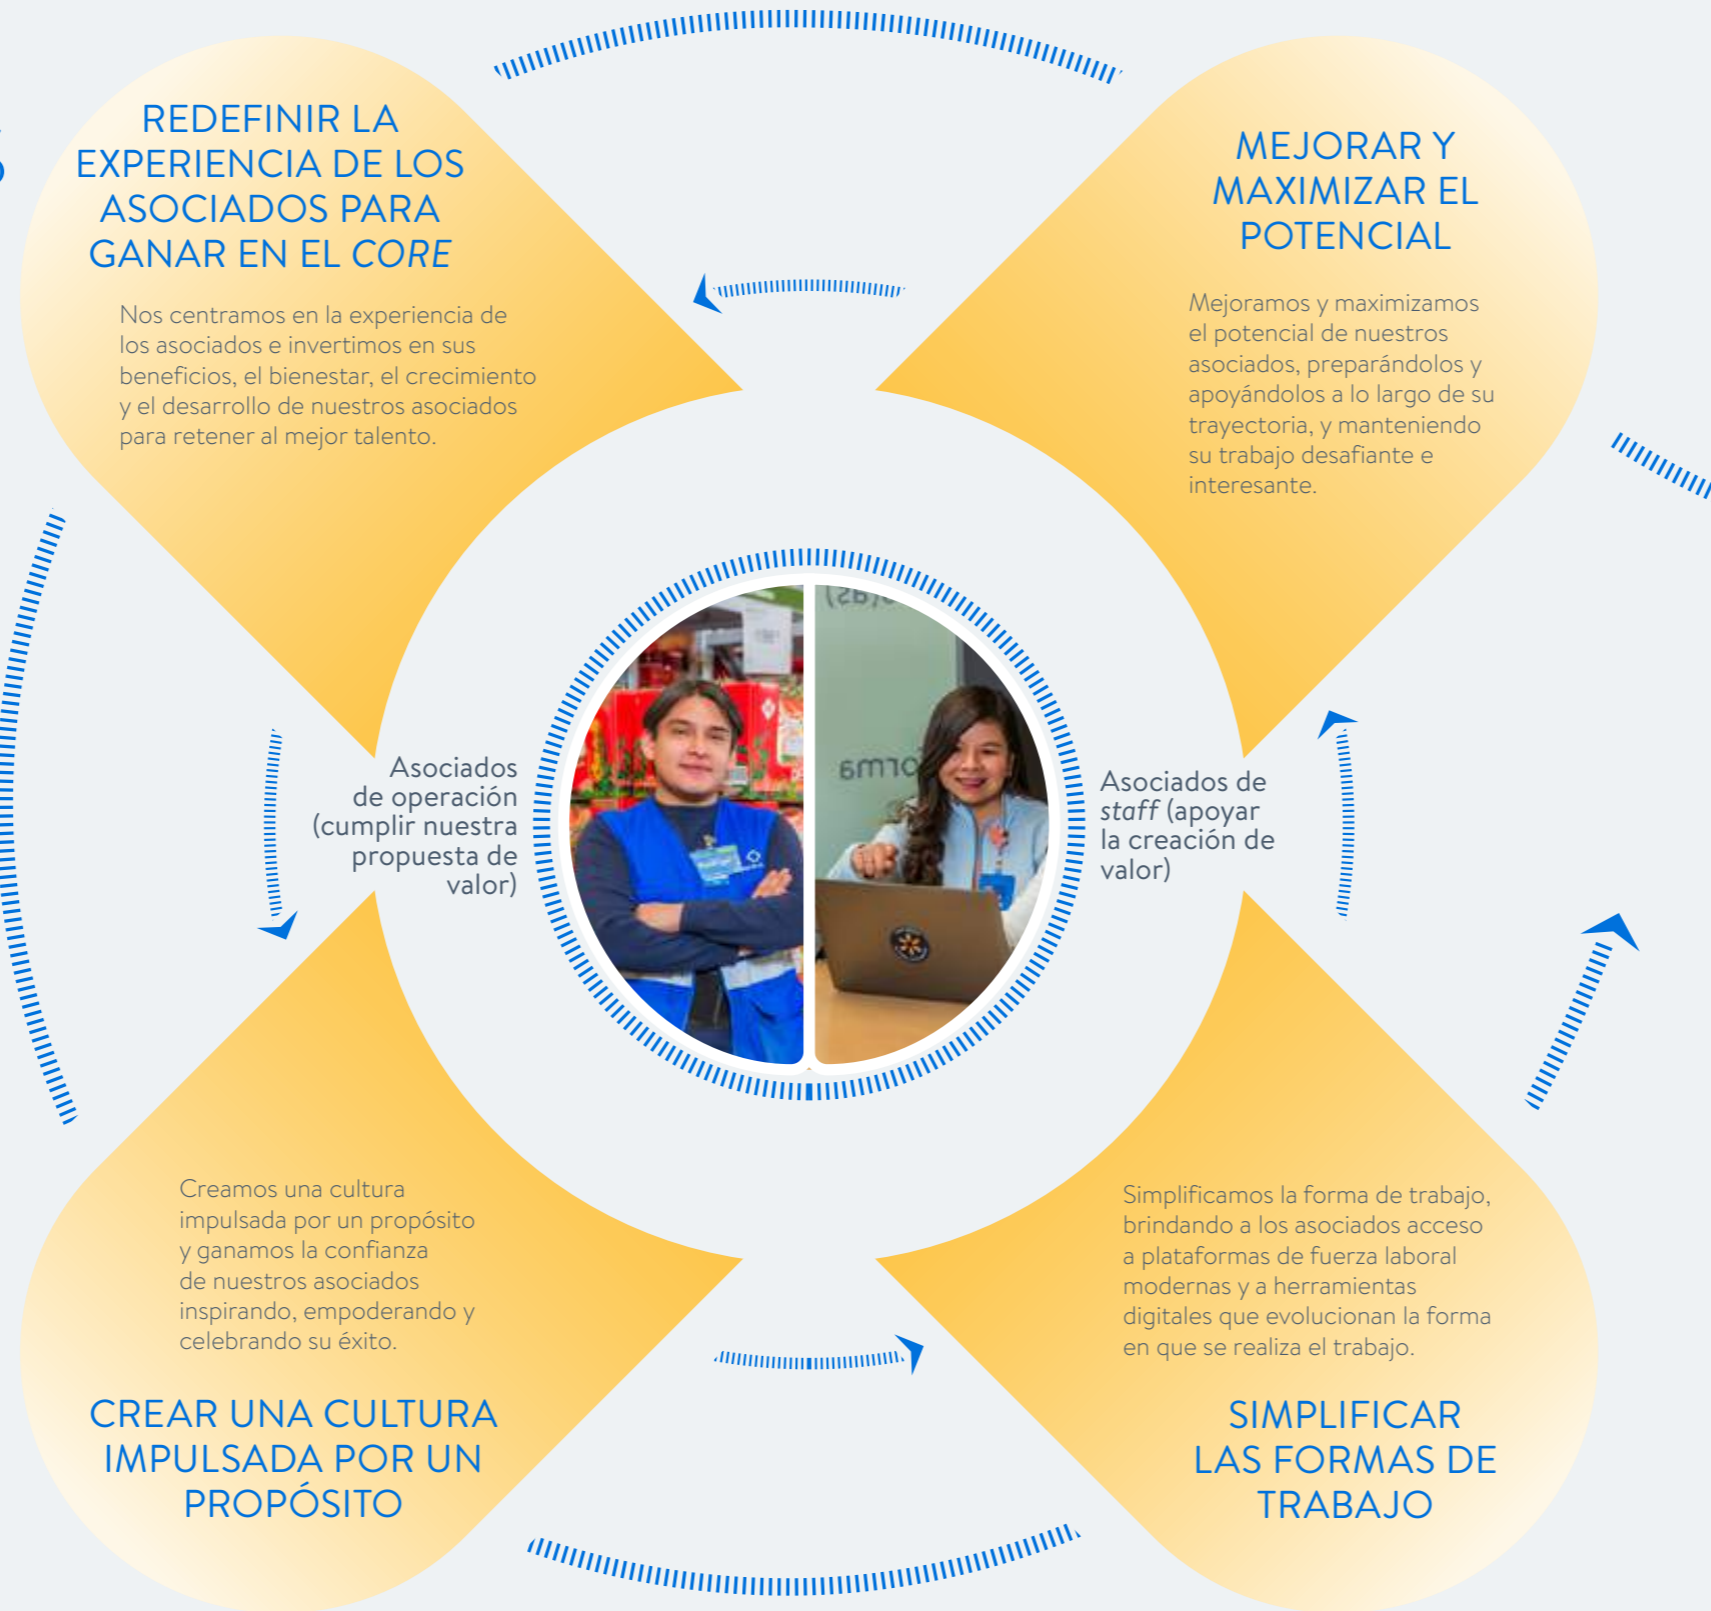 REDEFINIR LA
EXPERIENCIA DE LOS
ASOCIADOS PARA
GANAR EN EL CORE
Nos centramos en la experiencia de
los asociados e invertimos en sus
beneficios, el bienestar, el crecimiento
y el desarrollo de nuestros asociados
para retener al mejor talento.
MEJORAR Y
MAXIMIZAR EL
POTENCIAL
Mejoramos y maximizamos
el potencial de nuestros
asociados, preparándolos y
apoyándolos a lo largo de su
trayectoria, y manteniendo
su trabajo desafiante e
interesante.
Asociados
de operación
(cumplir nuestra
propuesta de
valor)
Asociados de
staff (apoyar
la creación de
valor)
Creamos una cultura
impulsada por un propósito
y ganamos la confianza
de nuestros asociados
inspirando, empoderando y
celebrando su éxito.
CREAR UNA CULTURA
IMPULSADA POR UN
PROPÓSITO
Simplificamos la forma de trabajo,
brindando a los asociados acceso
a plataformas de fuerza laboral
modernas y a herramientas
digitales que evolucionan la forma
en que se realiza el trabajo.
SIMPLIFICAR
LAS FORMAS DE
TRABAJO